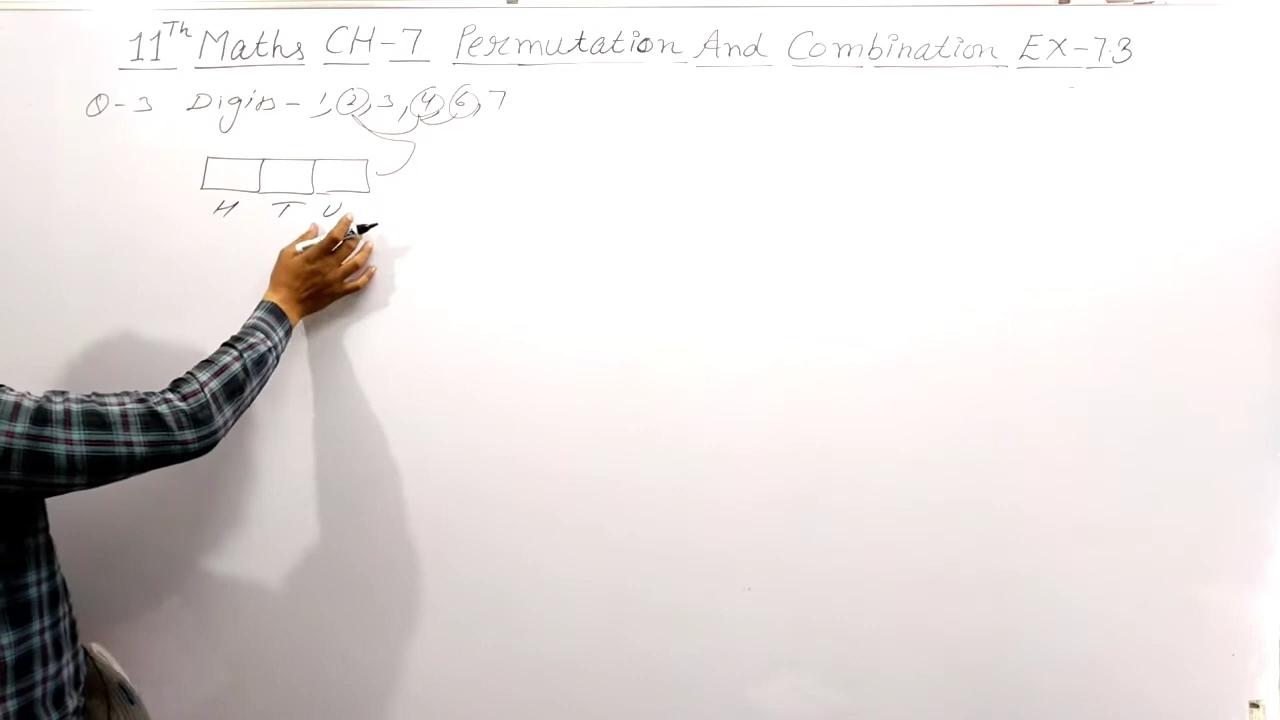 11Th Maths CH-7 Permutation And Combination EX-7.3
Q-3 Digits - 1, 2, 3, 4, 6, 7
H T U